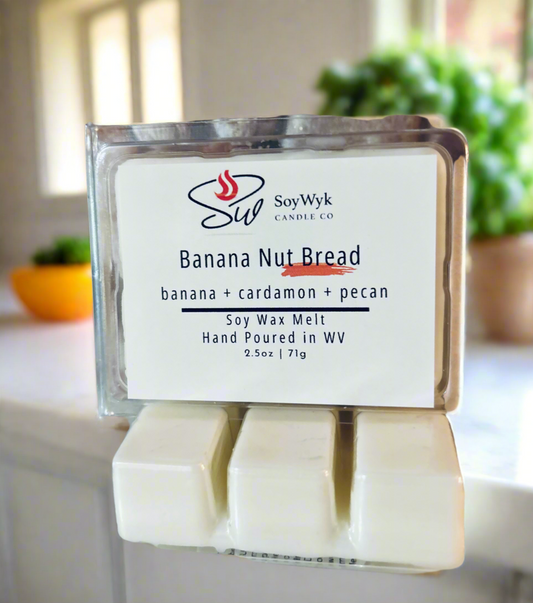 Sw
SoyWyk
CANDLE CO
Banana Nut Bread
banana + cardamon + pecan
Soy Wax Melt
Hand Poured in WV
2.5oz | 71g